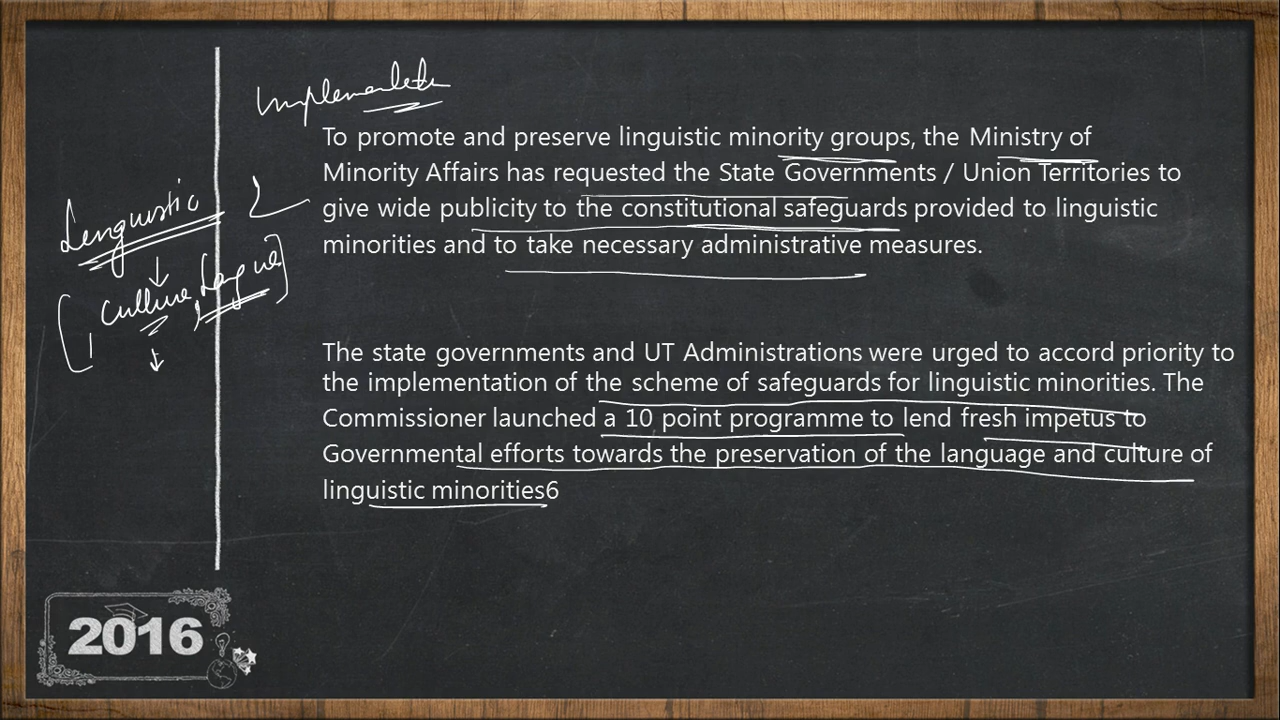 Implementatn
To promote and preserve linguistic minority groups, the Ministry of
Minority Affairs has requested the State Governments / Union Territories to
give wide publicity to the constitutional safeguards provided to linguistic
minorities and to take necessary administrative measures.
Linguistic
Culture, Langua
The state governments and UT Administrations were urged to accord priority to
the implementation of the scheme of safeguards for linguistic minorities. The
Commissioner launched a 10 point programme to lend fresh impetus to
Governmental efforts towards the preservation of the language and culture of
linguistic minorities6
2016